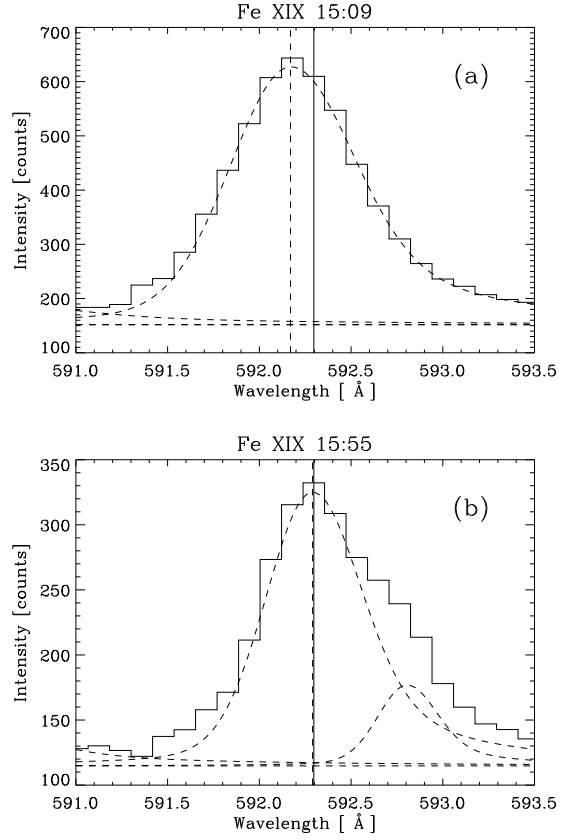 Fe XIX 15:09
700
(a)
600
500
400
300
200
100
Intensity [counts]
591.0 591.5 592.0 592.5 593.0 593.5
Wavelength [ Å ]
Fe XIX 15:55
350
(b)
300
250
200
150
100
Intensity [counts]
591.0 591.5 592.0 592.5 593.0 593.5
Wavelength [ Å ]